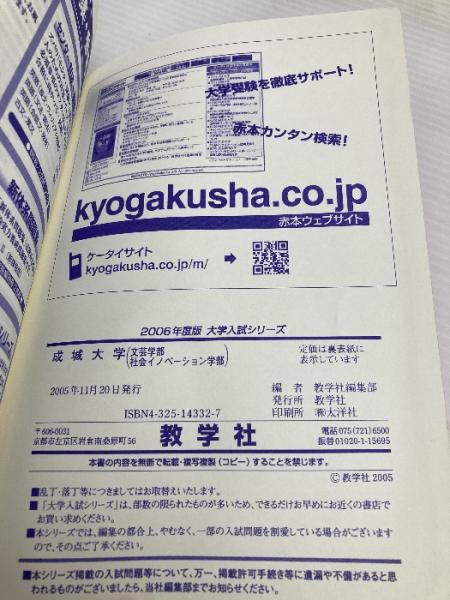 大学受験を徹底サポート!
赤本カンタン検索!
kyogakusha.co.jp
赤本ウェブサイト
ケータイサイト
kyogakusha.co.jp/m/
2006年度版 大学入試シリーズ
成城大学(文芸学部
社会イノベーション学部)
定価は裏表紙に
表示しています
2005年11月20日発行
ISBN4-325-14332-7
編者 教学社編集部
発行所 教学社
印刷所 ㈱太洋社
〒606-0031
京都市左京区岩倉南桑原町56
教学社
電話075(721)6500
振替01020-1-15695
本書の内容を無断で転載・複写複製(コピー)することを禁じます。
©教学社 2005
■乱丁・落丁等につきましてはお取替えいたします。
■「大学入試シリーズ」は、部数の限られたものが多いため、できるだけお早めにお近くの書店で
お買い求めください。
■本シリーズでは、編集の都合上、やむなく、一部の入試問題を割愛している場合がございます
ので、その点ご了承ください。
■本シリーズ掲載の入試問題等について、万一、掲載許可手続き等に遺漏や不備があると思
われるものがございましたら、当社編集部までお知らせください。